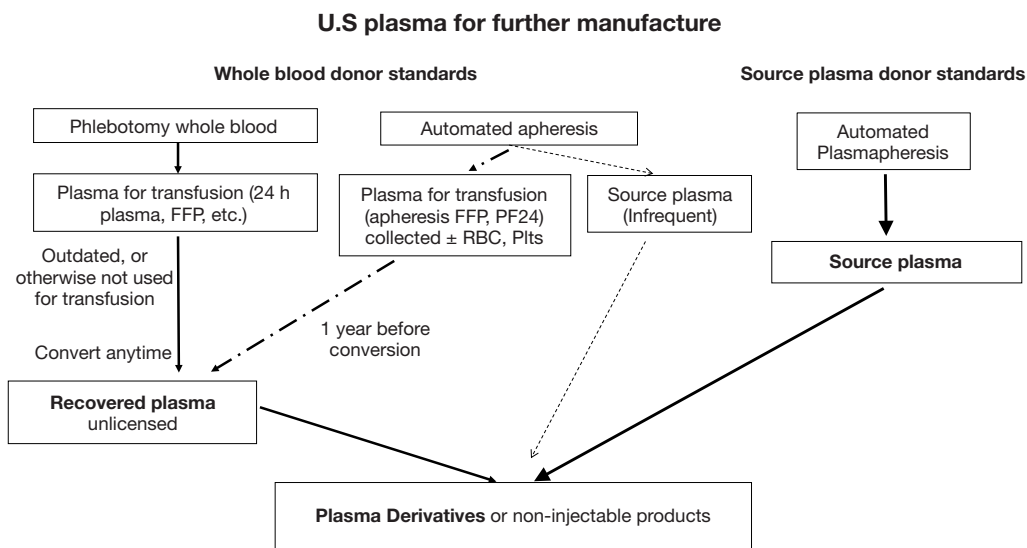 U.S plasma for further manufacture
Whole blood donor standards
Source plasma donor standards
Phlebotomy whole blood
Automated apheresis
Automated
Plasmapheresis
Plasma for transfusion (24 h
plasma, FFP, etc.)
Plasma for transfusion
(apheresis FFP, PF24)
collected ± RBC, Plts
Source plasma
(Infrequent)
Source plasma
Outdated, or
otherwise not used
for transfusion
1 year before
conversion
Convert anytime
Recovered plasma
unlicensed
Plasma Derivatives or non-injectable products